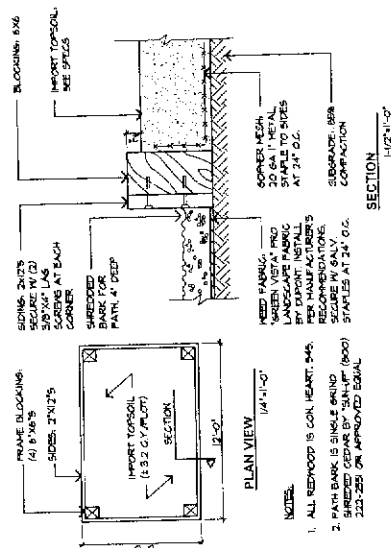 FRAME BLOCKING:
(4) 6"X6"S
SIDES: 2"X12"S
IMPORT TOPSOIL
(± 3.2 C.Y./PLOT)
SECTION
12'-0"
PLAN VIEW
1/4"=1'-0"
NOTES:
1. ALL REDWOOD IS CON. HEART. S4S.
2. PATH BARK IS SINGLE GRIND
SHREDDED CEDAR BY "SUN-UP" (800)
222-2551 OR APPROVED EQUAL
BLOCKING: 6X6
IMPORT TOPSOIL:
SEE SPECS
SIDING: 2X12'S
SECURE W/ (2)
3/8"X4" LAG
SCREWS AT EACH
CORNER
SHREDDED
BARK FOR
PATH, 4" DEEP
WEED FABRIC:
"GREEN VISTA" PRO
LANDSCAPE FABRIC
BY DUPONT. INSTALL
PER MANUFACTURER'S
RECOMMENDATIONS.
SECURE W/ GALV.
STAPLES AT 24" O.C.
GOPHER MESH:
20 GA 1" METAL,
STAPLE TO SIDES
AT 24" O.C.
SUBGRADE:
COMPACTION
SECTION
1-1/2"=1'-0"